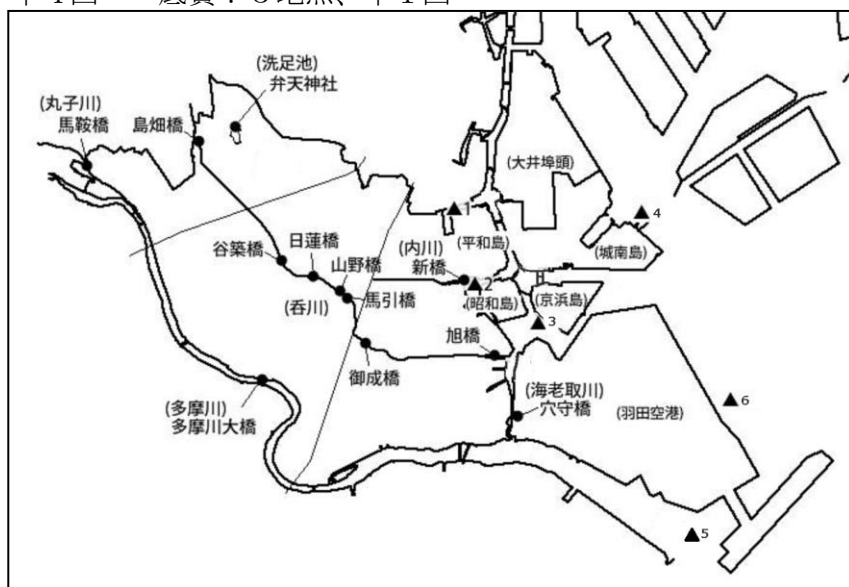 (洗足池)
弁天神社
(丸子川)
馬鞍橋
島畑橋
(大井埠頭)
▲1
▲4
谷築橋
日蓮橋
山野橋
(内川)
新橋
(平和島)
(城南島)
▲2
(呑川)
馬引橋
(昭和島)
(京浜島)
▲3
御成橋
旭橋
(多摩川)
多摩川大橋
(海老取川)
穴守橋
(羽田空港)
▲6
▲5